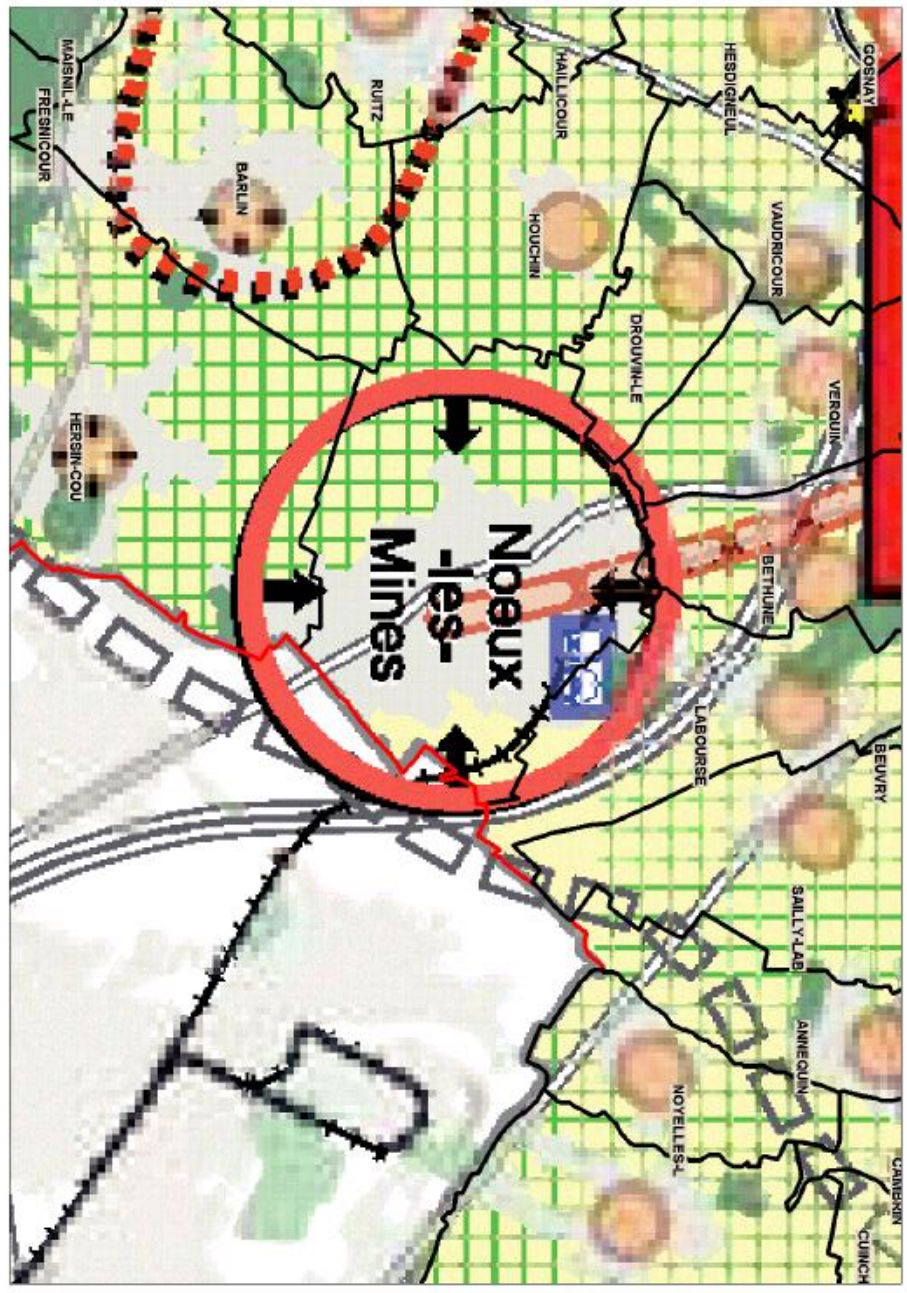 GOSNAY
HESDIGNEUL
HAILLICOUR
RUITZ
MAISNIL-LE
FRESNICOUR
BARLIN
HOUCHIN
VAUDRICOUR
DROUVIN-LE
VERQUIN
HERSIN-COU
BETHUNE
Noeux
-les-
Mines
LABOURSE
BEUVRY
SAILLY-LAB
ANNEQUIN
NOYELLES-L
CAMBRIN
CUINCH